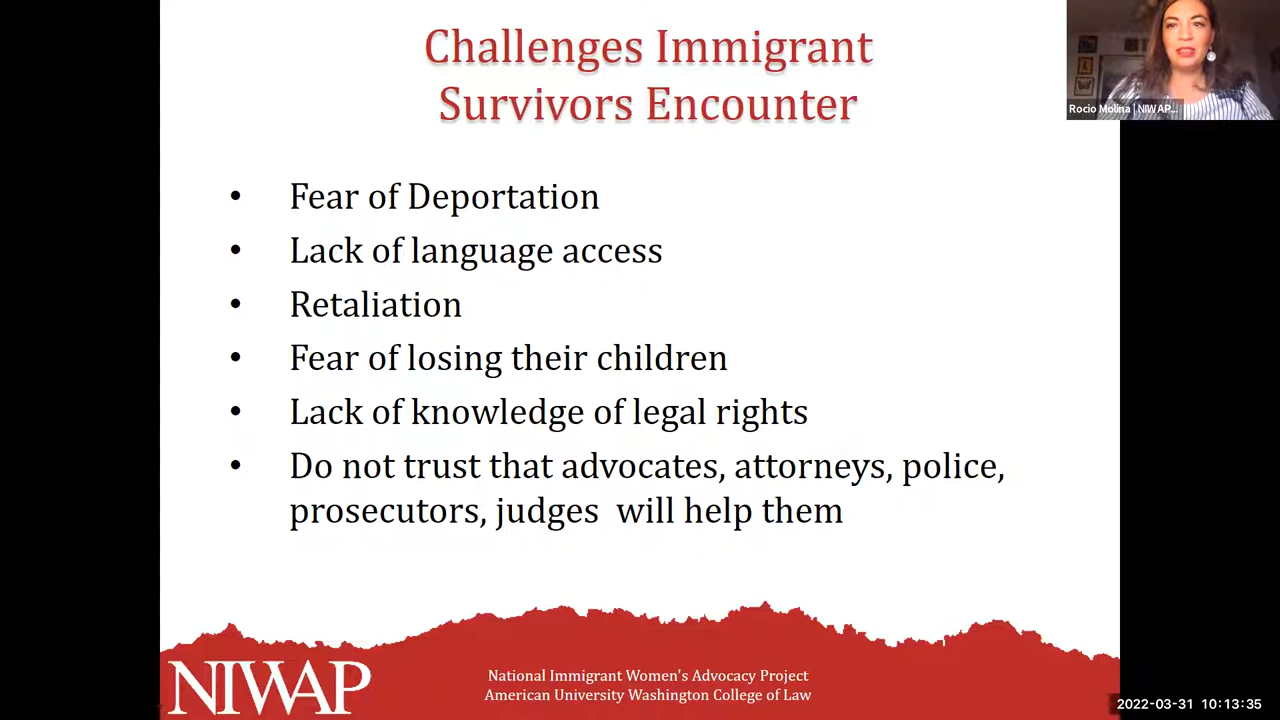 Challenges Immigrant
Survivors Encounter
Rocio Molina | NIWAP...
• Fear of Deportation
• Lack of language access
• Retaliation
• Fear of losing their children
• Lack of knowledge of legal rights
• Do not trust that advocates, attorneys, police,
prosecutors, judges  will help them
NIWAP
National Immigrant Women's Advocacy Project
American University Washington College of Law
2022-03-31 10:13:35